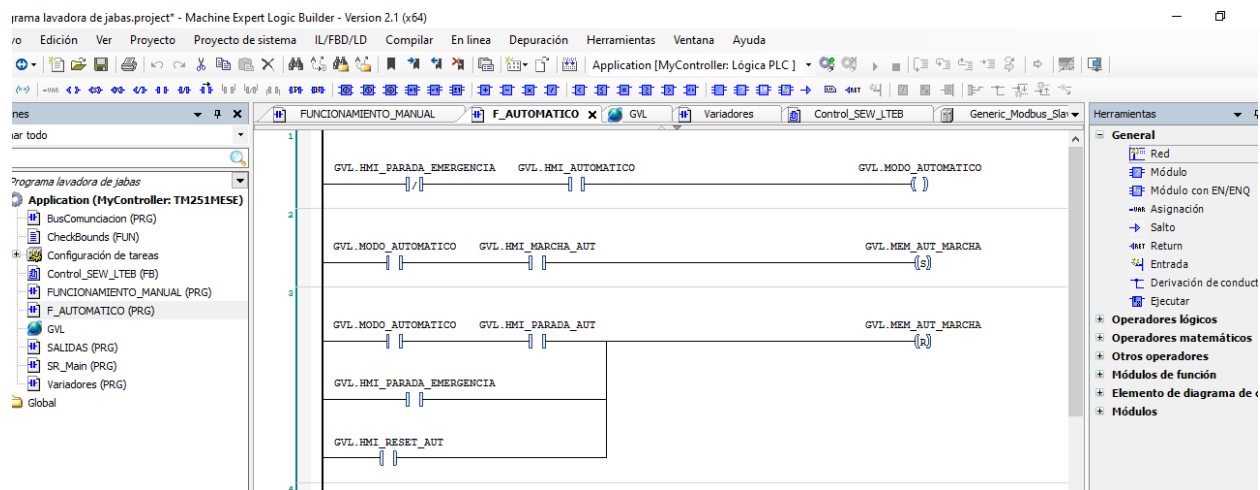 grama lavadora de jabas.project* - Machine Expert Logic Builder - Version 2.1 (x64)
vo Edición Ver Proyecto Proyecto de sistema IL/FBD/LD Compilar En linea Depuración Herramientas Ventana Ayuda
Application [MyController: Lógica PLC ]
nes
FUNCIONAMIENTO_MANUAL F_AUTOMATICO GVL Variadores Control_SEW_LTEB Generic_Modbus_Sla
Herramientas
ar todo
Programa lavadora de jabas
Application (MyController: TM251MESE)
BusComunciacion (PRG)
CheckBounds (FUN)
Configuración de tareas
Control_SEW_LTEB (FB)
FUNCIONAMIENTO_MANUAL (PRG)
F_AUTOMATICO (PRG)
GVL
SALIDAS (PRG)
SR_Main (PRG)
Variadores (PRG)
Global
1
GVL.HMI_PARADA_EMERGENCIA GVL.HMI_AUTOMATICO GVL.MODO_AUTOMATICO
2
GVL.MODO_AUTOMATICO GVL.HMI_MARCHA_AUT GVL.MEM_AUT_MARCHA
S
3
GVL.MODO_AUTOMATICO GVL.HMI_PARADA_AUT GVL.MEM_AUT_MARCHA
R
GVL.HMI_PARADA_EMERGENCIA
GVL.HMI_RESET_AUT
4
General
Red
Módulo
Módulo con EN/ENO
Asignación
Salto
Return
Entrada
Derivación de conduct
Ejecutar
Operadores lógicos
Operadores matemáticos
Otros operadores
Módulos de función
Elemento de diagrama de c
Módulos